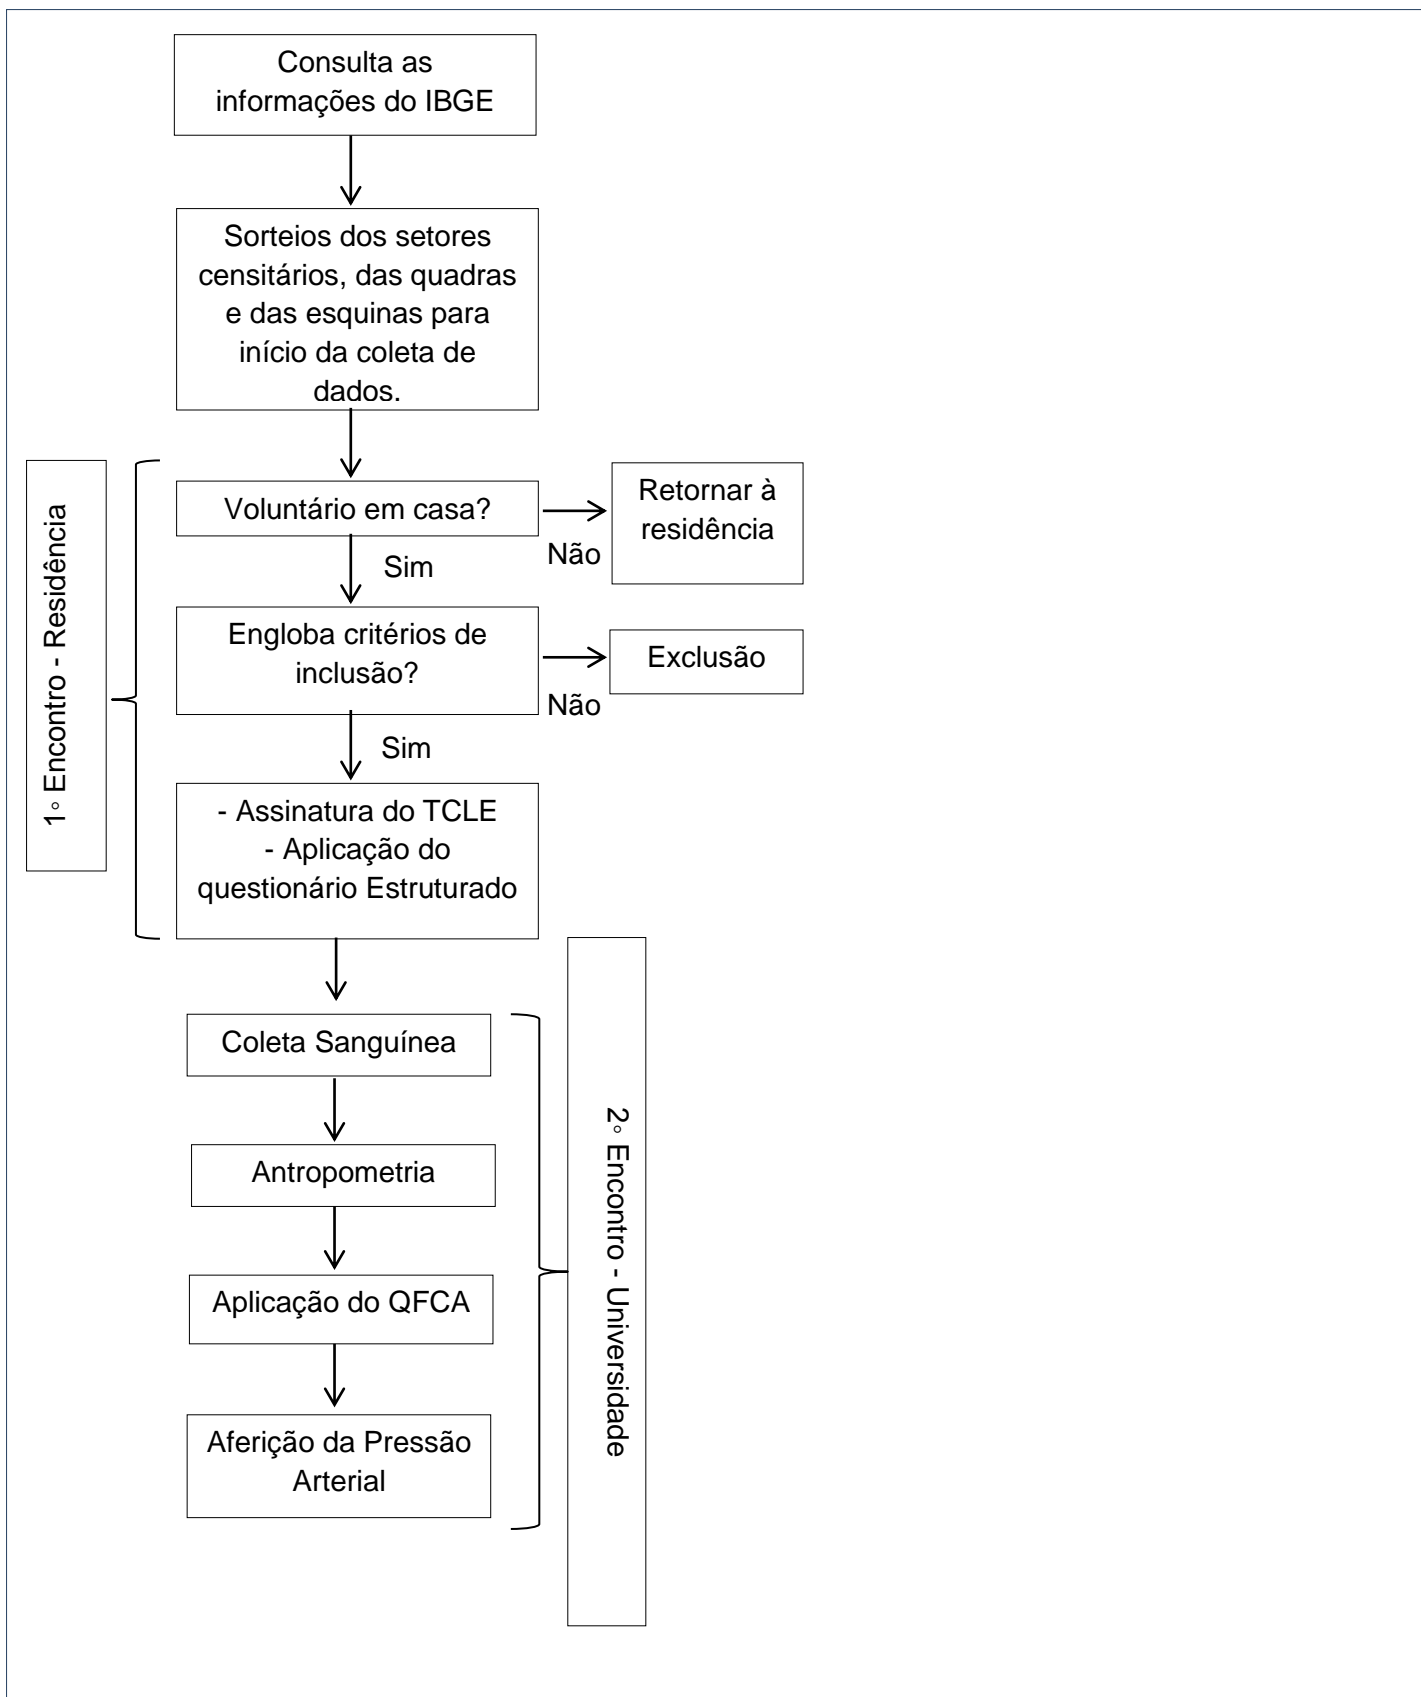 Consulta as
informações do IBGE
Sorteios dos setores
censitários, das quadras
e das esquinas para
início da coleta de
dados.
1° Encontro - Residência
Voluntário em casa?
Não
Retornar à
residência
Sim
Engloba critérios de
inclusão?
Não
Exclusão
Sim
- Assinatura do TCLE
- Aplicação do
questionário Estruturado
2° Encontro - Universidade
Coleta Sanguínea
Antropometria
Aplicação do QFCA
Aferição da Pressão
Arterial